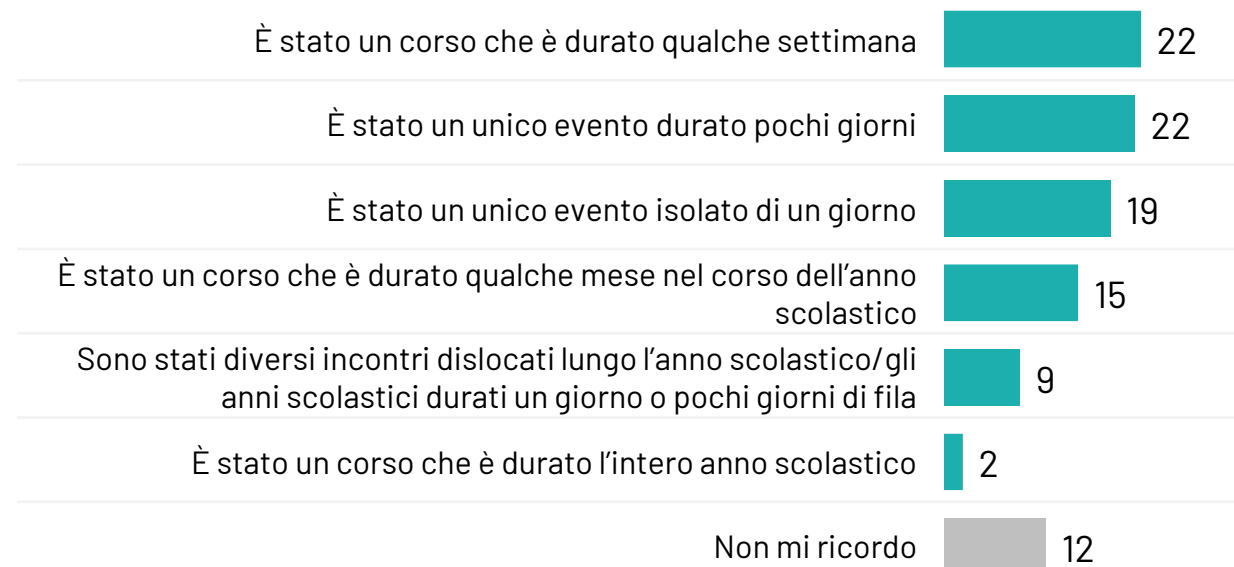 È stato un corso che è durato qualche settimana 22
È stato un unico evento durato pochi giorni 22
È stato un unico evento isolato di un giorno 19
È stato un corso che è durato qualche mese nel corso dell’anno
scolastico 15
Sono stati diversi incontri dislocati lungo l’anno scolastico/gli
anni scolastici durati un giorno o pochi giorni di fila 9
È stato un corso che è durato l’intero anno scolastico 2
Non mi ricordo 12